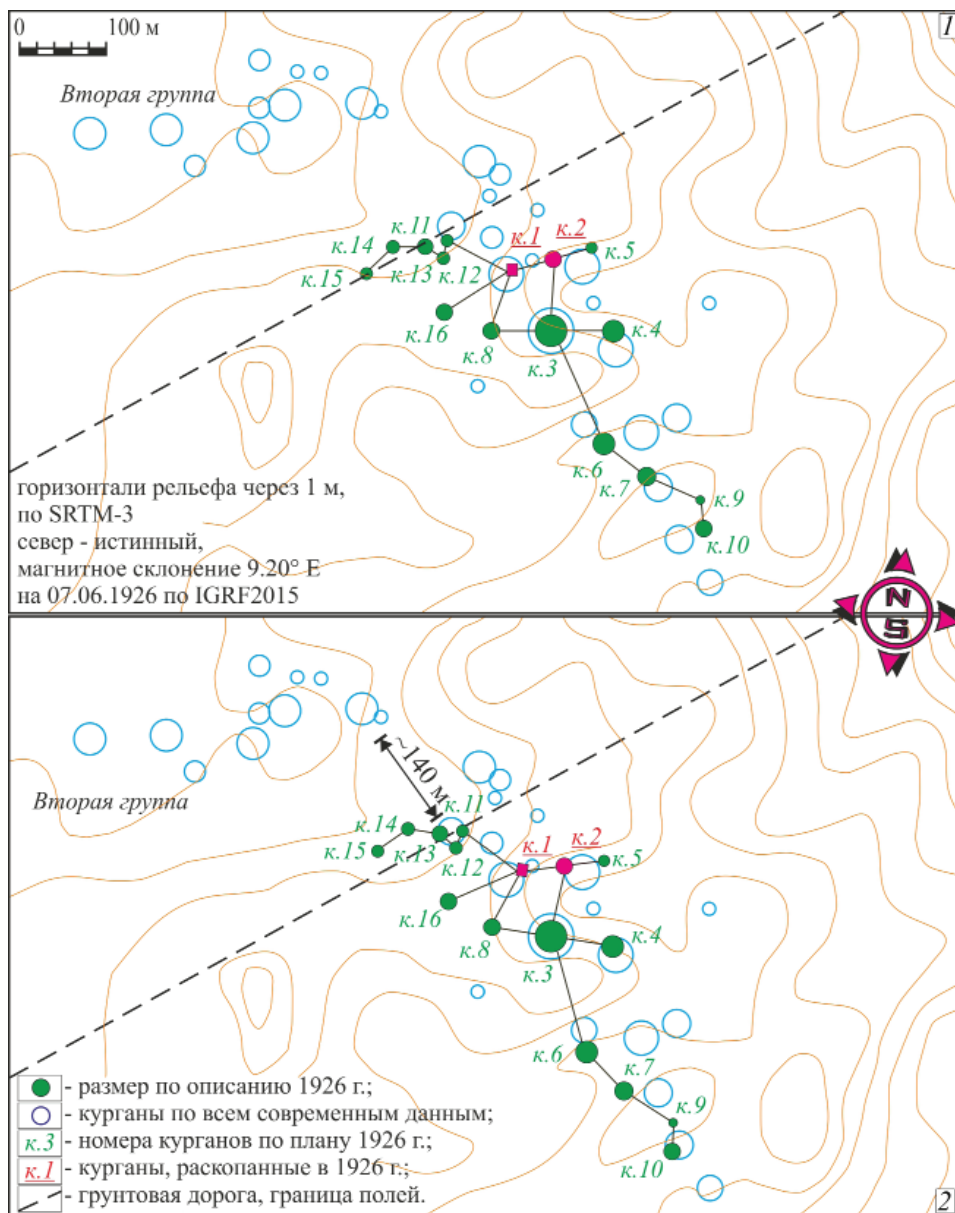 0 100 м
1
Вторая группа
к.11
к.14
к.1
к.2
к.5
к.13
к.12
к.15
к.16
к.8
к.3
к.4
к.6
к.7
к.9
к.10
горизонтали рельефа через 1 м,
по SRTM-3
север - истинный,
магнитное склонение 9.20° E
на 07.06.1926 по IGRF2015
N
S
~140 м
Вторая группа
к.11
к.14
к.1
к.2
к.5
к.15
к.13
к.12
к.16
к.8
к.3
к.4
к.6
к.7
к.9
к.10
- размер по описанию 1926 г.;
- курганы по всем современным данным;
к.3 - номера курганов по плану 1926 г.;
к.1 - курганы, раскопанные в 1926 г.;
- грунтовая дорога, граница полей.
2